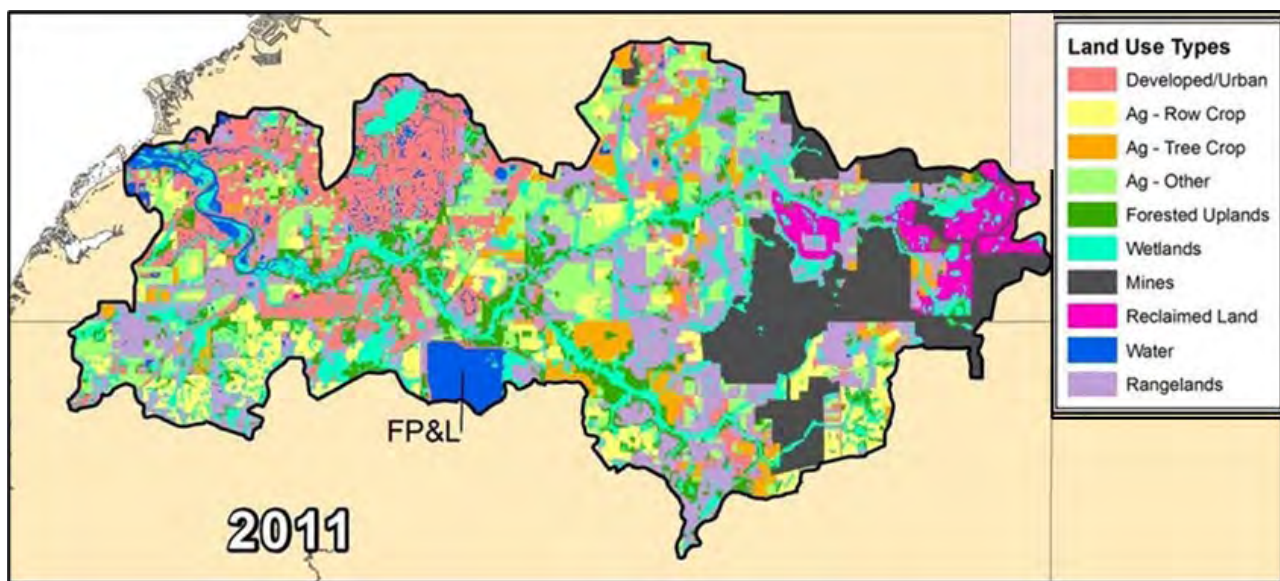 Land Use Types
Developed/Urban
Ag - Row Crop
Ag - Tree Crop
Ag - Other
Forested Uplands
Wetlands
Mines
Reclaimed Land
Water
Rangelands
FP&L
2011